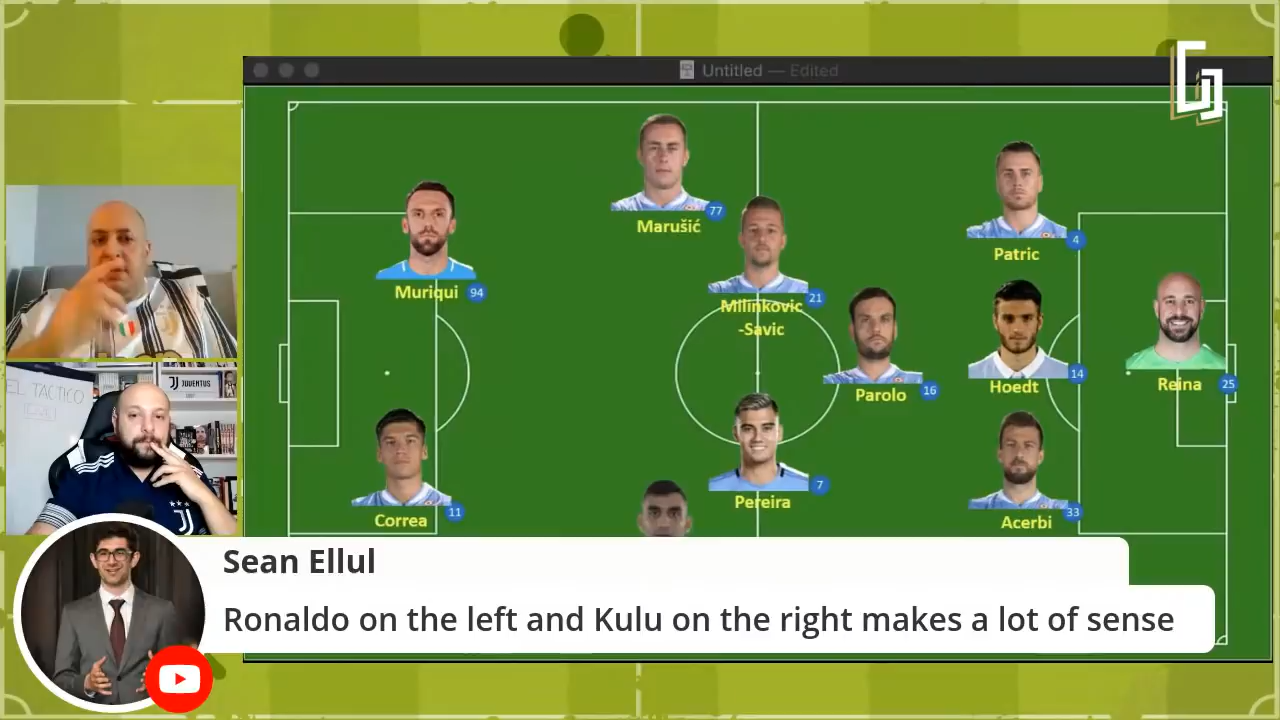 Untitled — Edited
Marušić
77
Patric
4
Muriqui
94
Milinkovic
-Savic
21
Parolo
16
Hoedt
14
Reina
25
Pereira
7
Correa
11
Acerbi
33
EL TACTICO
JUVENTUS
Sean Ellul
Ronaldo on the left and Kulu on the right makes a lot of sense